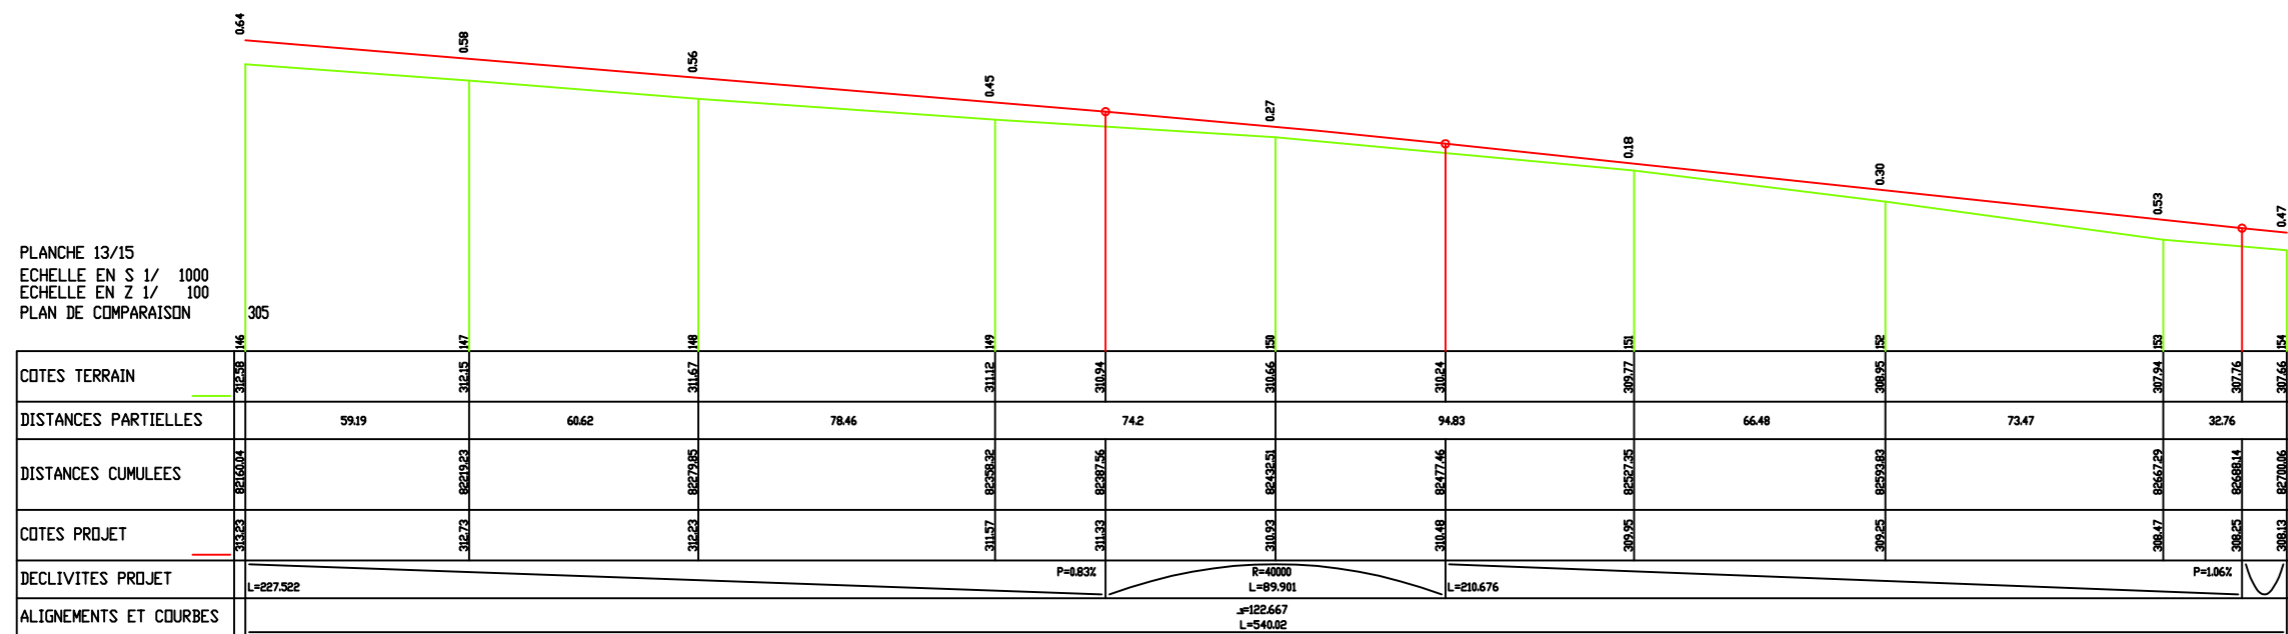 0.64
0.58
0.56
0.45
0.27
0.18
0.30
0.53
0.47
PLANCHE 13/15
ECHELLE EN S 1/ 1000
ECHELLE EN Z 1/ 100
PLAN DE COMPARAISON 305
146 147 148 149 150 151 152 153 154
COTES TERRAIN 312.58 312.15 311.67 311.12 310.94 310.66 310.24 309.77 308.95 307.94 307.76 307.66
DISTANCES PARTIELLES 59.19 60.62 78.46 74.2 94.83 66.48 73.47 32.76
DISTANCES CUMULEES 82160.04 82219.23 82279.85 82358.32 82387.56 82432.51 82477.46 82527.35 82593.83 82667.29 82688.14 82700.06
COTES PROJET 313.23 312.73 312.23 311.57 311.33 310.93 310.48 309.95 309.25 308.47 308.25 308.13
DECLIVITES PROJET L=227.522 P=0.83% R=40000 L=89.901 L=210.676 P=1.06%
ALIGNEMENTS ET COURBES =122.667
L=540.02